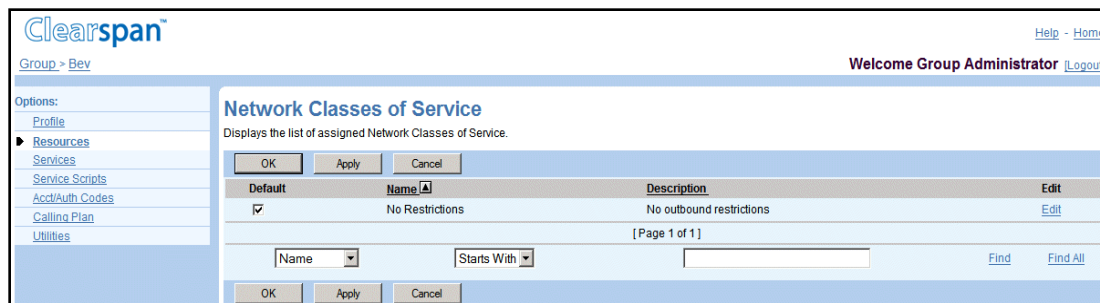 Clearspan™
Help - Home
Group > Bev
Welcome Group Administrator [Logout
Options:
Profile
Resources
Services
Service Scripts
Acct/Auth Codes
Calling Plan
Utilities
Network Classes of Service
Displays the list of assigned Network Classes of Service.
OK Apply Cancel
Default Name Description Edit
No Restrictions No outbound restrictions Edit
[ Page 1 of 1 ]
Name Starts With Find Find All
OK Apply Cancel